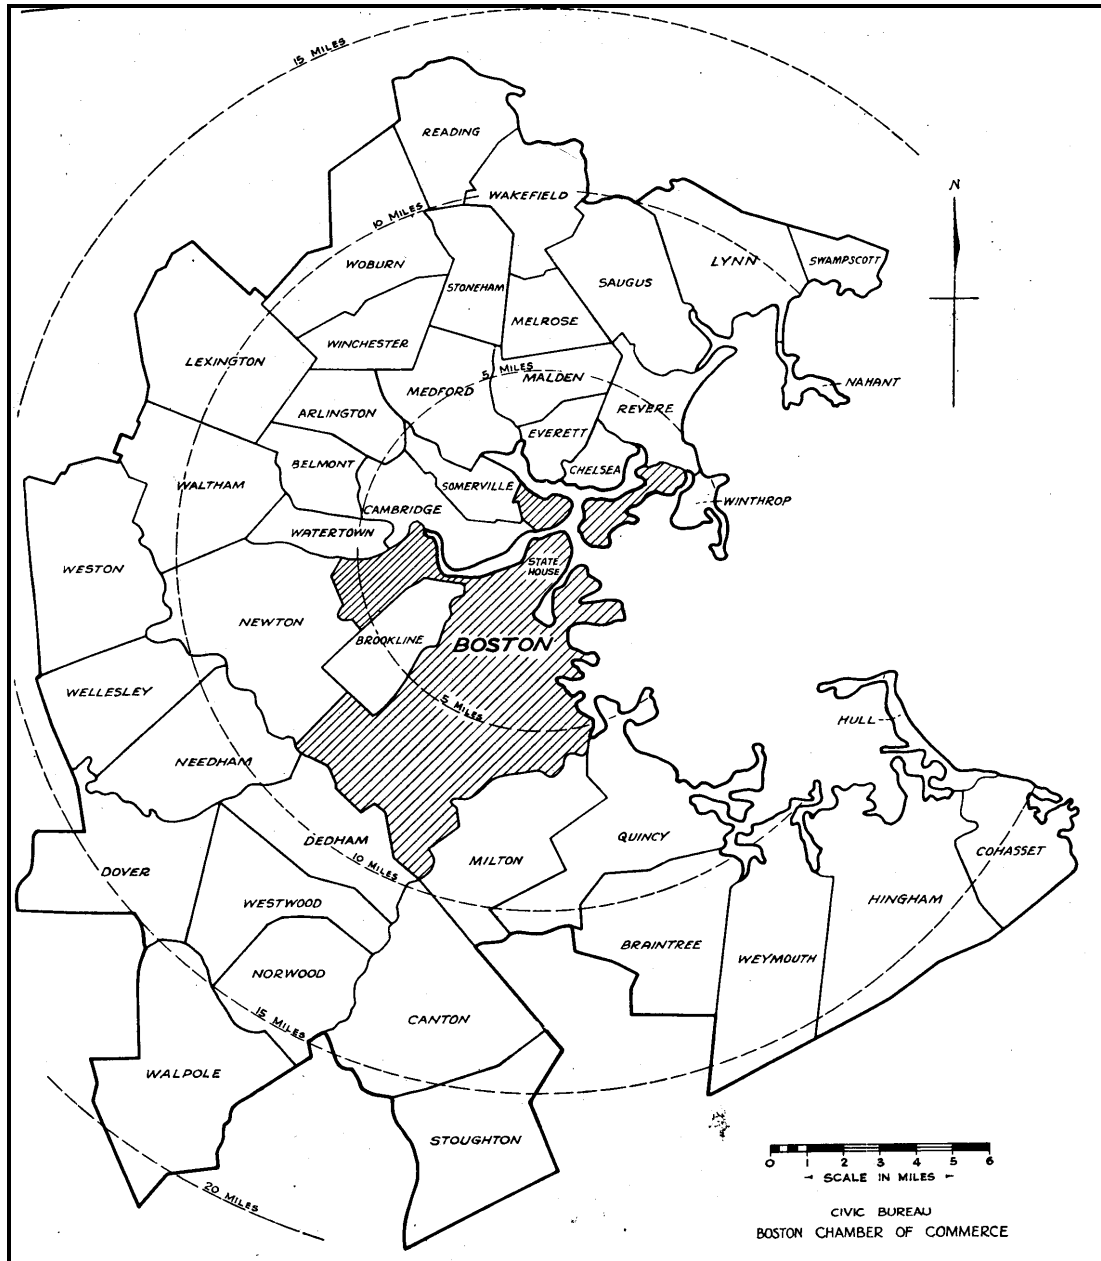 15 MILES
READING
N
WAKEFIELD
10 MILES
WOBURN
STONEHAM
SAUGUS
LYNN
SWAMPSCOTT
MELROSE
WINCHESTER
LEXINGTON
5 MILES
MALDEN
NAHANT
MEDFORD
ARLINGTON
REVERE
EVERETT
BELMONT
CHELSEA
WALTHAM
SOMERVILLE
WINTHROP
CAMBRIDGE
WATERTOWN
STATE
HOUSE
WESTON
NEWTON
BROOKLINE
BOSTON
WELLESLEY
5 MILES
HULL
NEEDHAM
DEDHAM
QUINCY
COHASSET
MILTON
10 MILES
DOVER
HINGHAM
WESTWOOD
BRAINTREE
WEYMOUTH
NORWOOD
15 MILES
CANTON
WALPOLE
STOUGHTON
20 MILES
0 1 2 3 4 5 6
SCALE IN MILES
CIVIC BUREAU
BOSTON CHAMBER OF COMMERCE